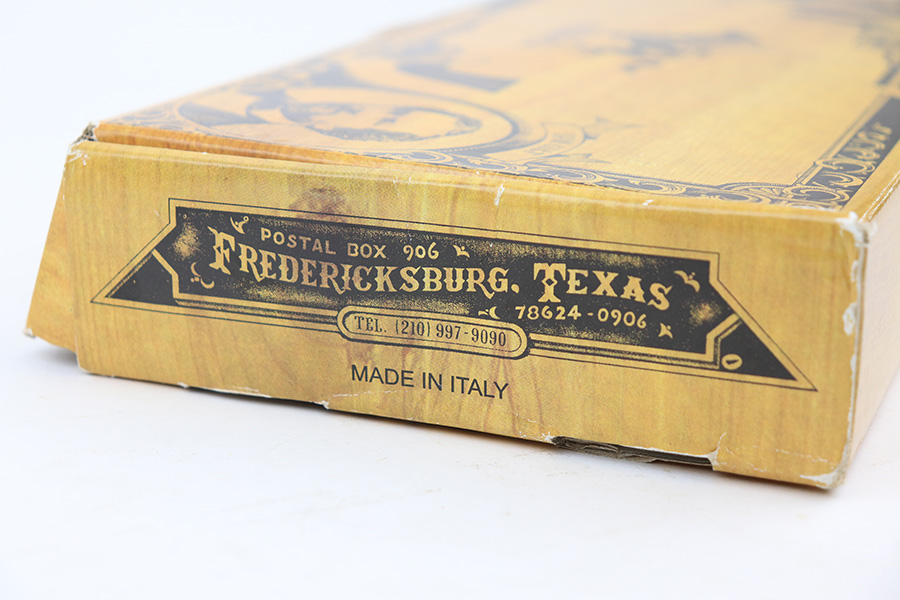 POSTAL BOX 906
FREDERICKSBURG, TEXAS
78624-0906
TEL. (210) 997-9090
MADE IN ITALY